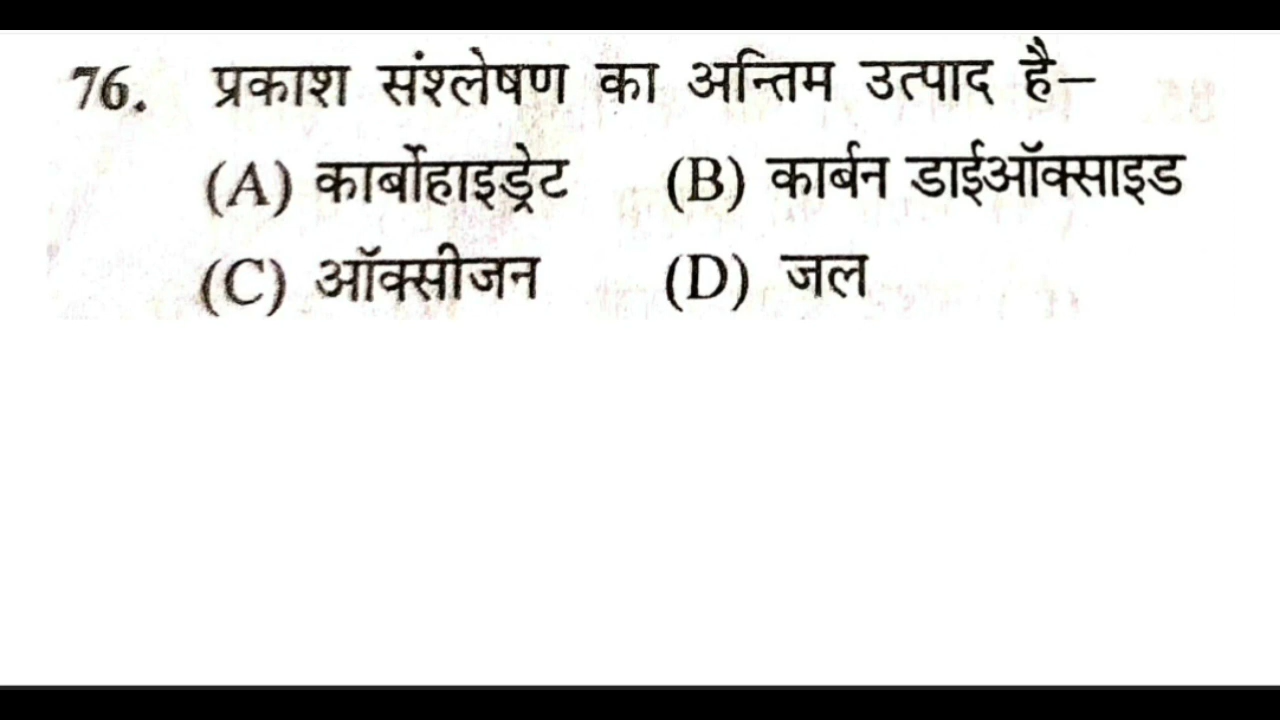 76. प्रकाश संश्लेषण का अन्तिम उत्पाद है–
(A) कार्बोहाइड्रेट (B) कार्बन डाईऑक्साइड
(C) ऑक्सीजन (D) जल